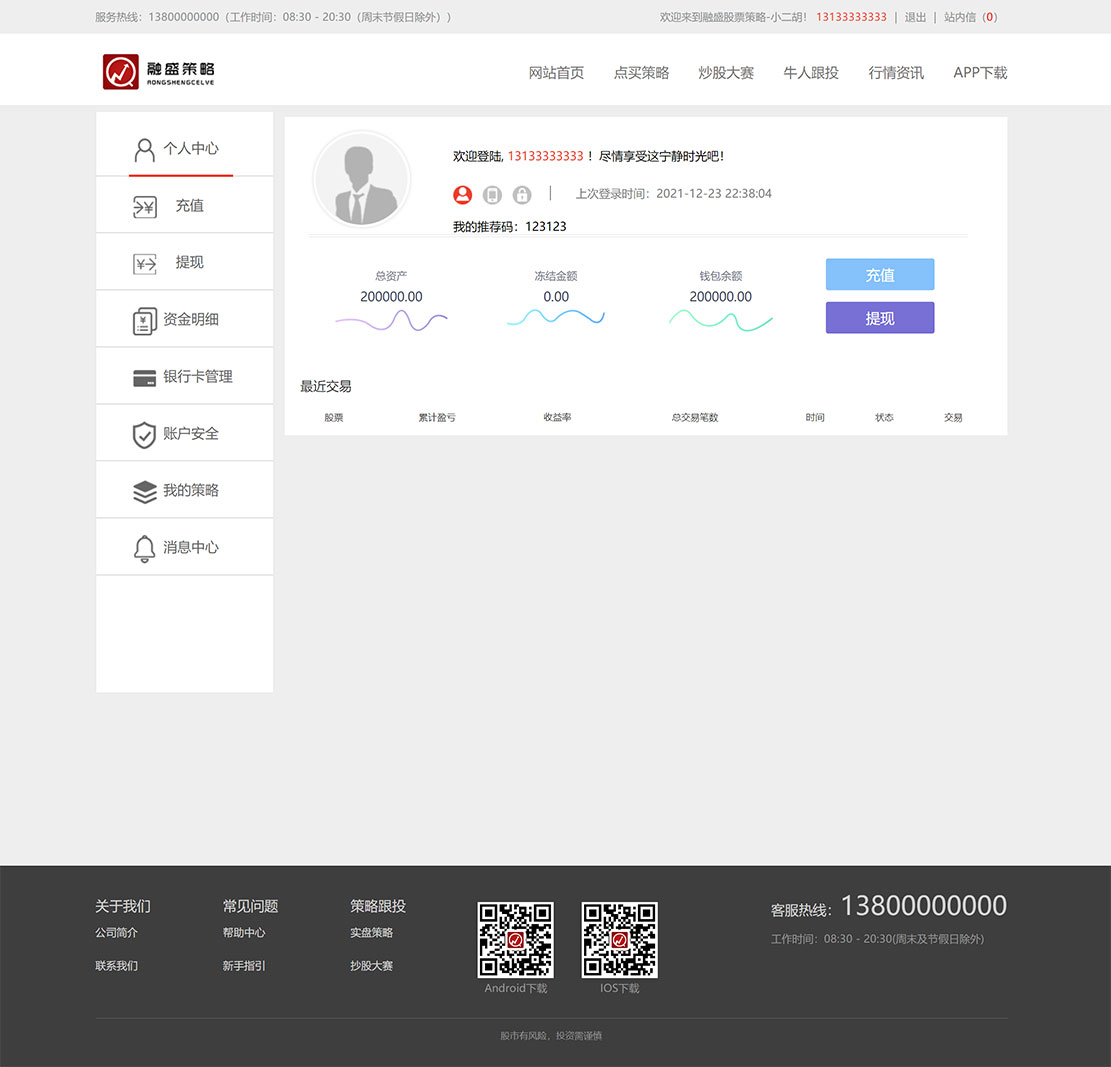 服务热线：13800000000（工作时间：08:30 - 20:30（周末节假日除外））
欢迎来到融盛股票策略-小二胡！ 13133333333 | 退出 | 站内信（0）
融盛策略
RONGSHENGCELVE
网站首页 点买策略 炒股大赛 牛人跟投 行情资讯 APP下载
个人中心
充值
提现
资金明细
银行卡管理
账户安全
我的策略
消息中心
欢迎登陆, 13133333333 ！尽情享受这宁静时光吧！
上次登录时间：2021-12-23 22:38:04
我的推荐码：123123
总资产 冻结金额 钱包余额
200000.00 0.00 200000.00
充值
提现
最近交易
股票 累计盈亏 收益率 总交易笔数 时间 状态 交易
关于我们 常见问题 策略跟投
公司简介 帮助中心 实盘策略
联系我们 新手指引 抄股大赛
Android下载 IOS下载
客服热线：13800000000
工作时间：08:30 - 20:30(周末及节假日除外)
股市有风险，投资需谨慎